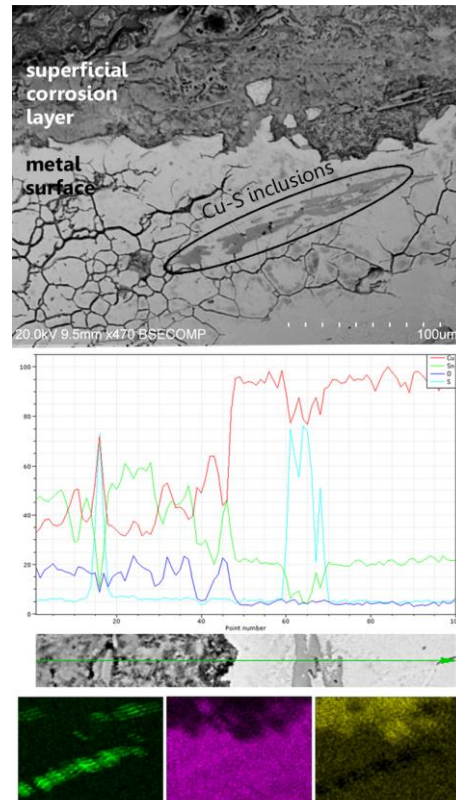 superficial
corrosion
layer
metal
surface
Cu-S inclusions
20.0kV 9.5mm x470 BSECOMP
100um
Cu
Sn
O
S
100
80
60
40
20
0
20
40
60
80
Point number